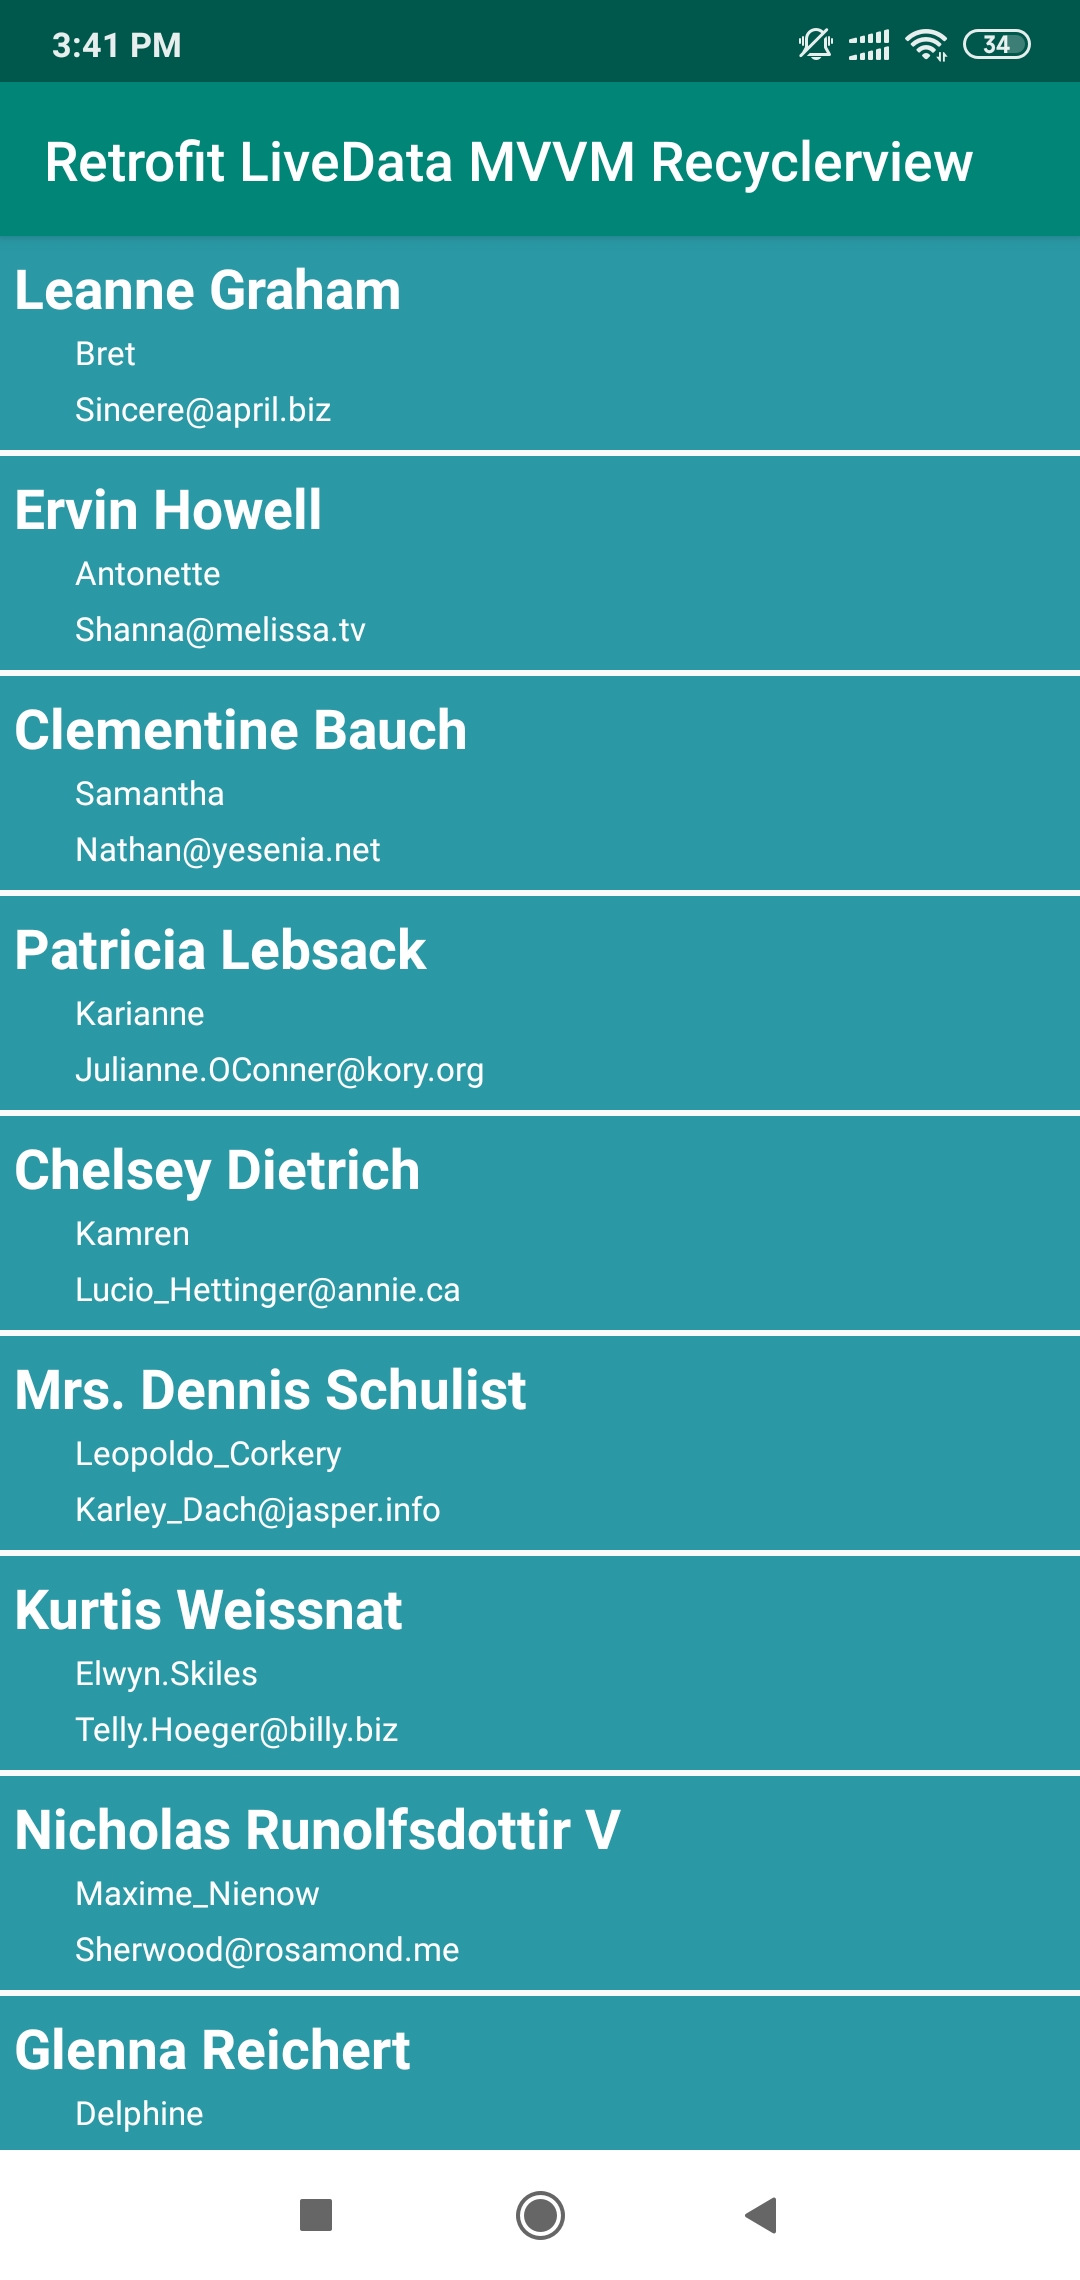 3:41 PM
34
Retrofit LiveData MVVM Recyclerview
Leanne Graham
Bret
Sincere@april.biz
Ervin Howell
Antonette
Shanna@melissa.tv
Clementine Bauch
Samantha
Nathan@yesenia.net
Patricia Lebsack
Karianne
Julianne.OConner@kory.org
Chelsey Dietrich
Kamren
Lucio_Hettinger@annie.ca
Mrs. Dennis Schulist
Leopoldo_Corkery
Karley_Dach@jasper.info
Kurtis Weissnat
Elwyn.Skiles
Telly.Hoeger@billy.biz
Nicholas Runolfsdottir V
Maxime_Nienow
Sherwood@rosamond.me
Glenna Reichert
Delphine